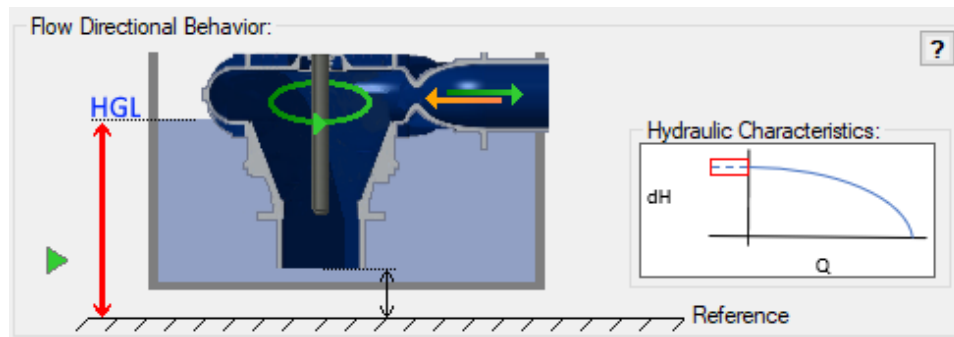 Flow Directional Behavior:
?
HGL
Hydraulic Characteristics:
dH
Q
Reference